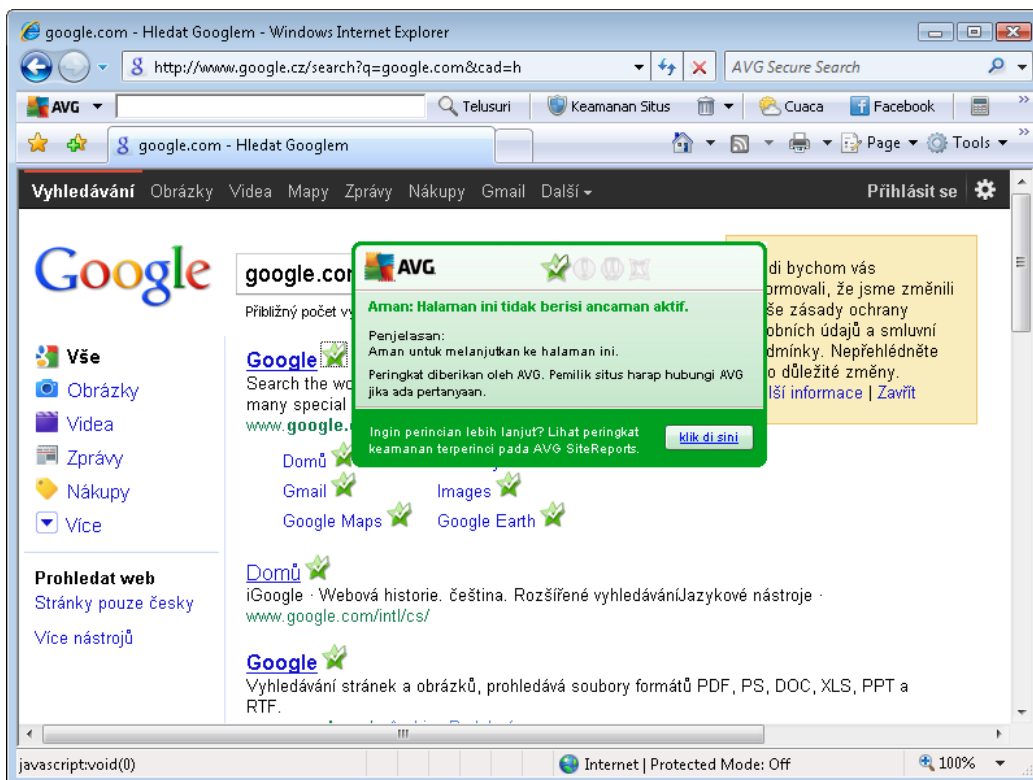 google.com - Hledat Googlem - Windows Internet Explorer
http://www.google.cz/search?q=google.com&cad=h
AVG Secure Search
AVG
Telusuri
Keamanan Situs
Cuaca
Facebook
google.com - Hledat Googlem
Page
Tools
Vyhledávání Obrázky Videa Mapy Zprávy Nákupy Gmail Další
Přihlásit se
Google
google.com
Přibližný počet
AVG
Aman: Halaman ini tidak berisi ancaman aktif.
Penjelasan:
Aman untuk melanjutkan ke halaman ini.
Peringkat diberikan oleh AVG. Pemilik situs harap hubungi AVG
jika ada pertanyaan.
Ingin perincian lebih lanjut? Lihat peringkat
keamanan terperinci pada AVG SiteReports.
klik di sini
di bychom vás
ormovali, že jsme změnili
še zásady ochrany
obních údajů a smluvní
dmínky. Nepřehlédněte
o důležité změny.
lší informace | Zavřít
Vše
Obrázky
Videa
Zprávy
Nákupy
Více
Prohledat web
Stránky pouze česky
Více nástrojů
Google
Search the
many special
www.google.
Domů
Gmail
Images
Google Maps
Google Earth
Domů
iGoogle · Webová historie. čeština. Rozšířené vyhledáváníJazykové nástroje ·
www.google.com/intl/cs/
Google
Vyhledávání stránek a obrázků, prohledává soubory formátů PDF, PS, DOC, XLS, PPT a
RTF.
javascript:void(0)
Internet | Protected Mode: Off
100%